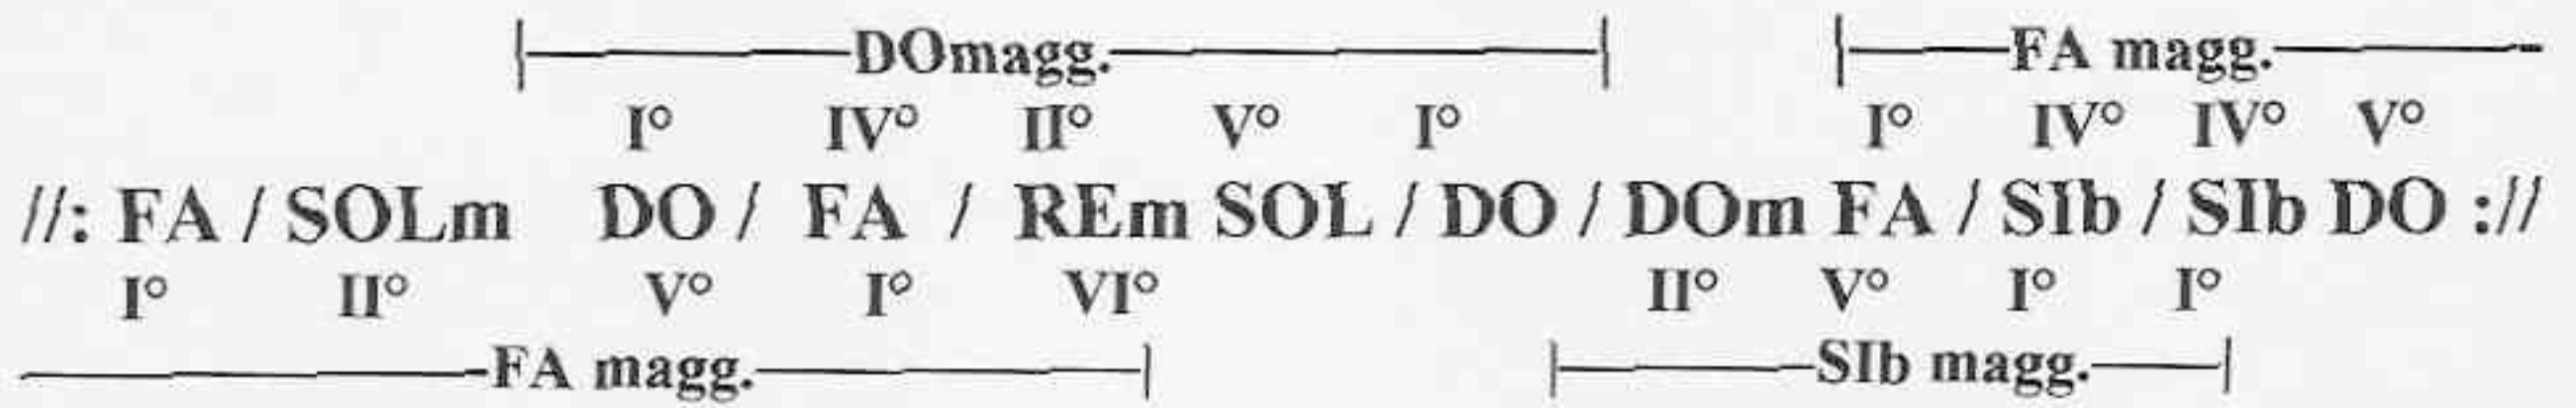 DOmagg. FA magg.
I° IV° II° V° I° I° IV° IV° V°
//: FA / SOLm DO / FA / REm SOL / DO / DOm FA / SIb / SIb DO ://
I° II° V° I° VI° II° V° I° I°
FA magg. SIb magg.